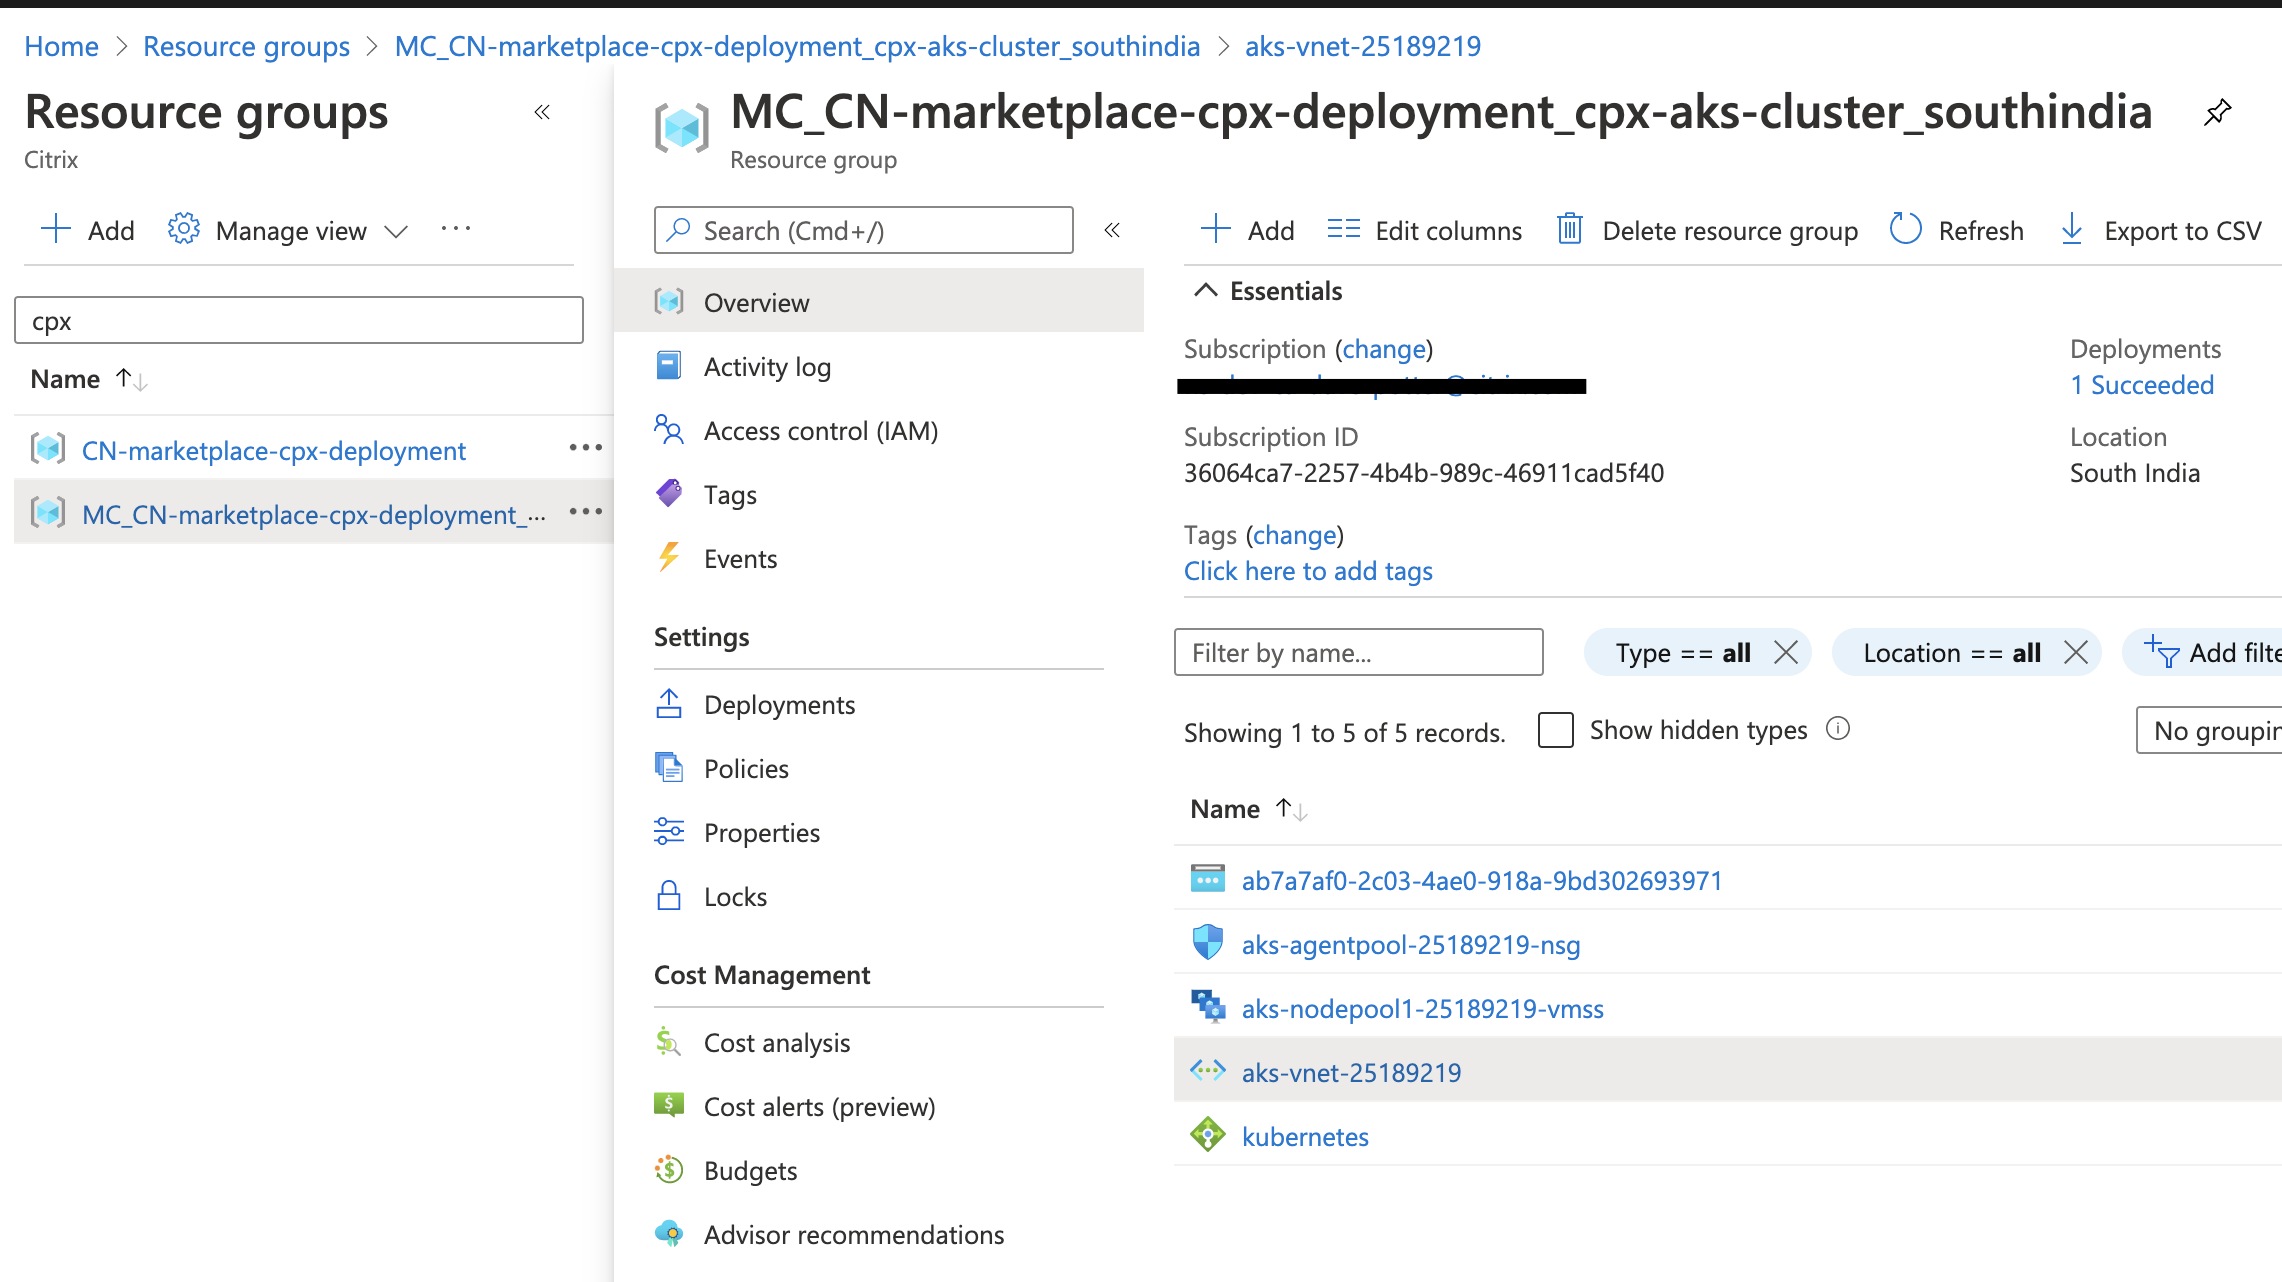 Home > Resource groups > MC_CN-marketplace-cpx-deployment_cpx-aks-cluster_southindia > aks-vnet-25189219
Resource groups
Citrix
Add
Manage view
cpx
Name
CN-marketplace-cpx-deployment
MC_CN-marketplace-cpx-deployment_...
MC_CN-marketplace-cpx-deployment_cpx-aks-cluster_southindia
Resource group
Search (Cmd+/)
Overview
Activity log
Access control (IAM)
Tags
Events
Settings
Deployments
Policies
Properties
Locks
Cost Management
Cost analysis
Cost alerts (preview)
Budgets
Advisor recommendations
Add
Edit columns
Delete resource group
Refresh
Export to CSV
Essentials
Subscription (change)
Deployments
1 Succeeded
Subscription ID
36064ca7-2257-4b4b-989c-46911cad5f40
Location
South India
Tags (change)
Click here to add tags
Filter by name...
Type == all
Location == all
Add filte
Showing 1 to 5 of 5 records.
Show hidden types
No groupin
Name
ab7a7af0-2c03-4ae0-918a-9bd302693971
aks-agentpool-25189219-nsg
aks-nodepool1-25189219-vmss
aks-vnet-25189219
kubernetes